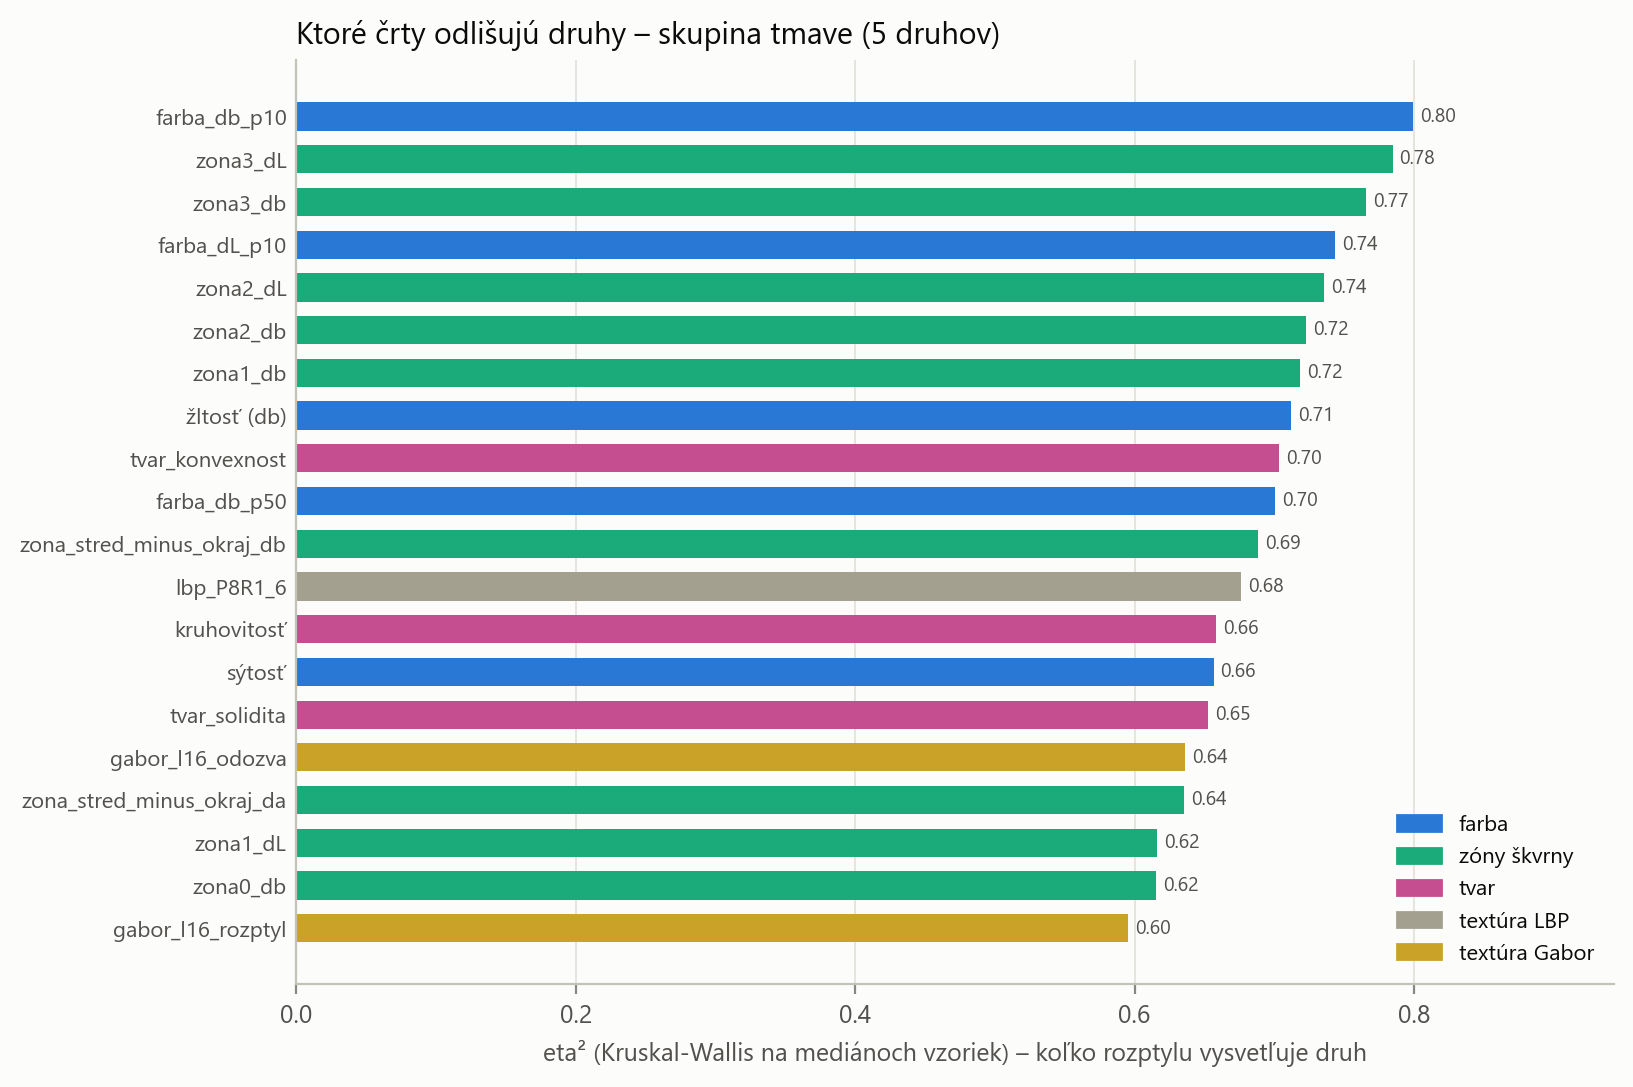 Ktoré črty odlišujú druhy – skupina tmave (5 druhov)
farba_db_p10 0.80
zona3_dL 0.78
zona3_db 0.77
farba_dL_p10 0.74
zona2_dL 0.74
zona2_db 0.72
zona1_db 0.72
žltosť (db) 0.71
tvar_konvexnost 0.70
farba_db_p50 0.70
zona_stred_minus_okraj_db 0.69
lbp_P8R1_6 0.68
kruhovitosť 0.66
sýtosť 0.66
tvar_solidita 0.65
gabor_l16_odozva 0.64
zona_stred_minus_okraj_da 0.64
zona1_dL 0.62
zona0_db 0.62
gabor_l16_rozptyl 0.60
farba
zóny škvrny
tvar
textúra LBP
textúra Gabor
0.0 0.2 0.4 0.6 0.8
eta² (Kruskal-Wallis na mediánoch vzoriek) – koľko rozptylu vysvetľuje druh